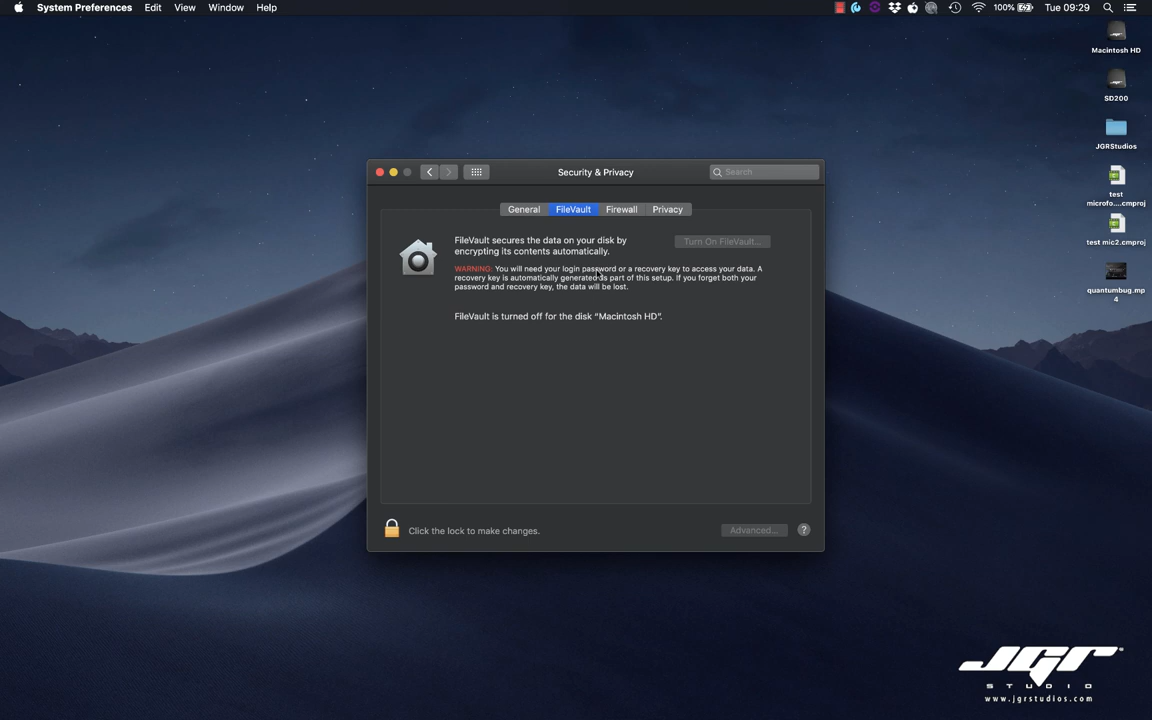 System Preferences Edit View Window Help 100% Tue 09:29
Macintosh HD
SD200
JGRStudios
test
microfo....cmproj
test mic2.cmproj
quantumbug.mp
4
Security & Privacy Search
General FileVault Firewall Privacy
FileVault secures the data on your disk by
encrypting its contents automatically.
Turn On FileVault...
WARNING: You will need your login password or a recovery key to access your data. A
recovery key is automatically generated as part of this setup. If you forget both your
password and recovery key, the data will be lost.
FileVault is turned off for the disk “Macintosh HD”.
Click the lock to make changes.
Advanced... ?
JGR
STUDIO
www.jgrstudios.com